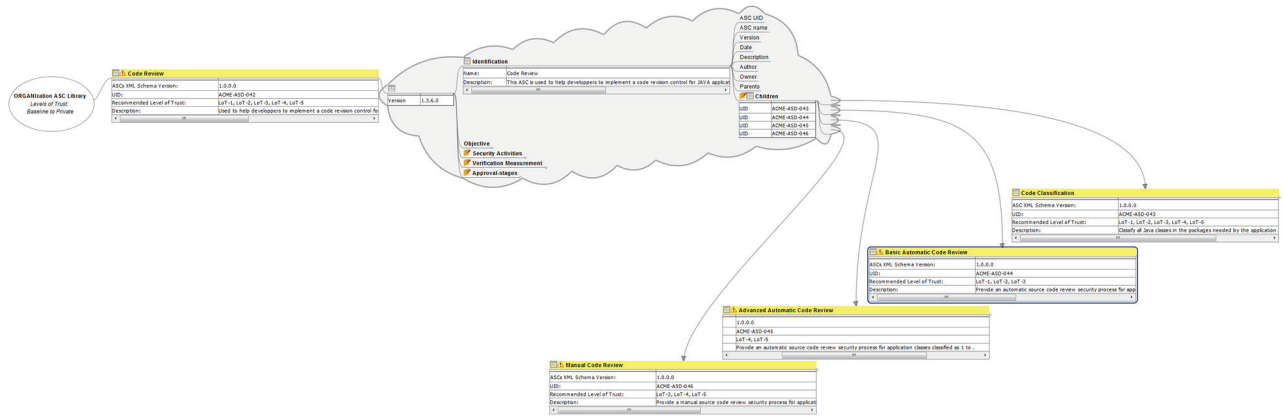 ORGANIzation ASC Library
Levels of Trust:
Baseline to Private
Code Review
ASCs XML Schema Version: 1.0.0.0
UID: ACME-ASD-042
Recommended Level of Trust: LoT-1, LoT-2, LoT-3, LoT-4, LoT-5
Description: Used to help developpers to implement a code revision control fo
Version 1.3.6.0
Identification
Name: Code Review
Description: This ASC is used to help developpers to implement a code revision control for JAVA applicat
Objective
Security Activities
Verification Measurement
Approval-stages
ASC UID
ASC name
Version
Date
Description
Author
Owner
Parents
Children
UID ACME-ASD-043
UID ACME-ASD-044
UID ACME-ASD-045
UID ACME-ASD-046
Code Classification
ASC XML Schema Version: 1.0.0.0
UID: ACME-ASD-043
Recommended Level of Trust: LoT-1, LoT-2, LoT-3, LoT-4, LoT-5
Description: Classify all Java classes in the packages needed by the application
Basic Automatic Code Review
ASCs XML Schema Version: 1.0.0.0
UID: ACME-ASD-044
Recommended Level of Trust: LoT-1, LoT-2, LoT-3
Description: Provide an automatic source code review security process for app
Advanced Automatic Code Review
1.0.0.0
ACME-ASD-045
LoT-4, LoT-5
Provide an automatic source code review security process for application classes classified as 1 to .
Manual Code Review
ASCs XML Schema Version: 1.0.0.0
UID: ACME-ASD-046
Recommended Level of Trust: LoT-3, LoT-4, LoT-5
Description: Provide a manual source code review security process for applicati